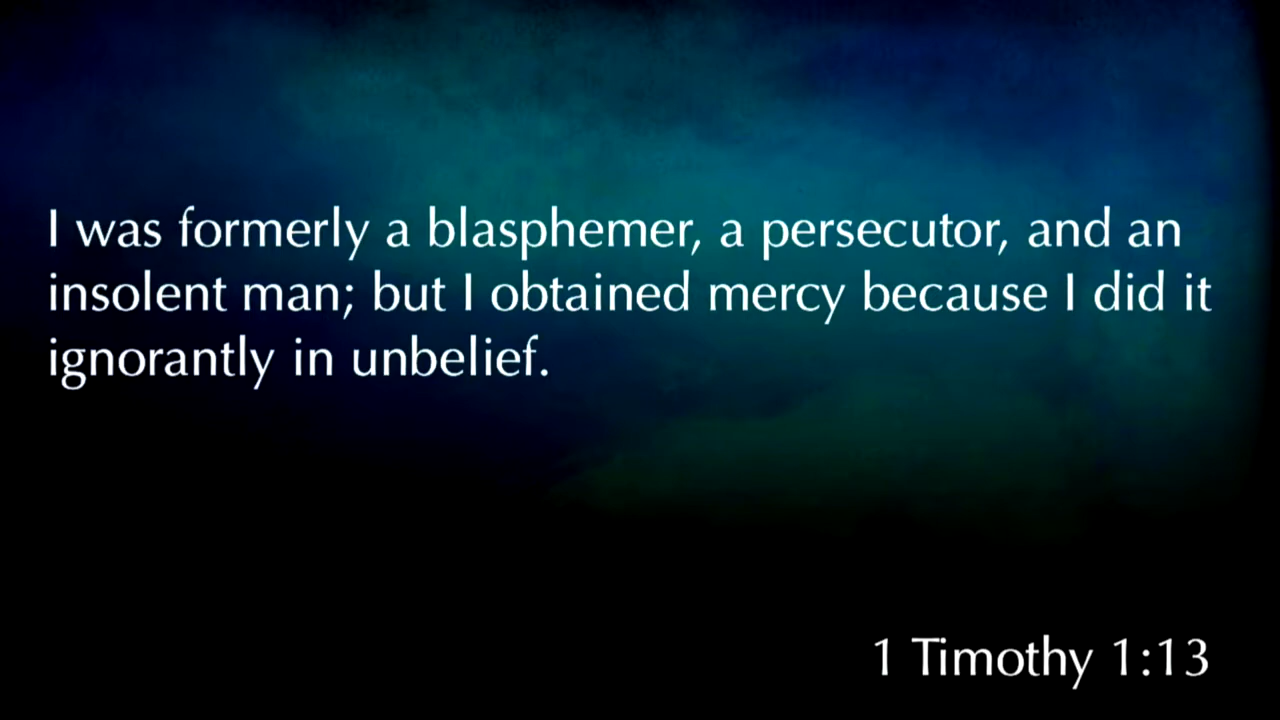 I was formerly a blasphemer, a persecutor, and an
insolent man; but I obtained mercy because I did it
ignorantly in unbelief.
1 Timothy 1:13